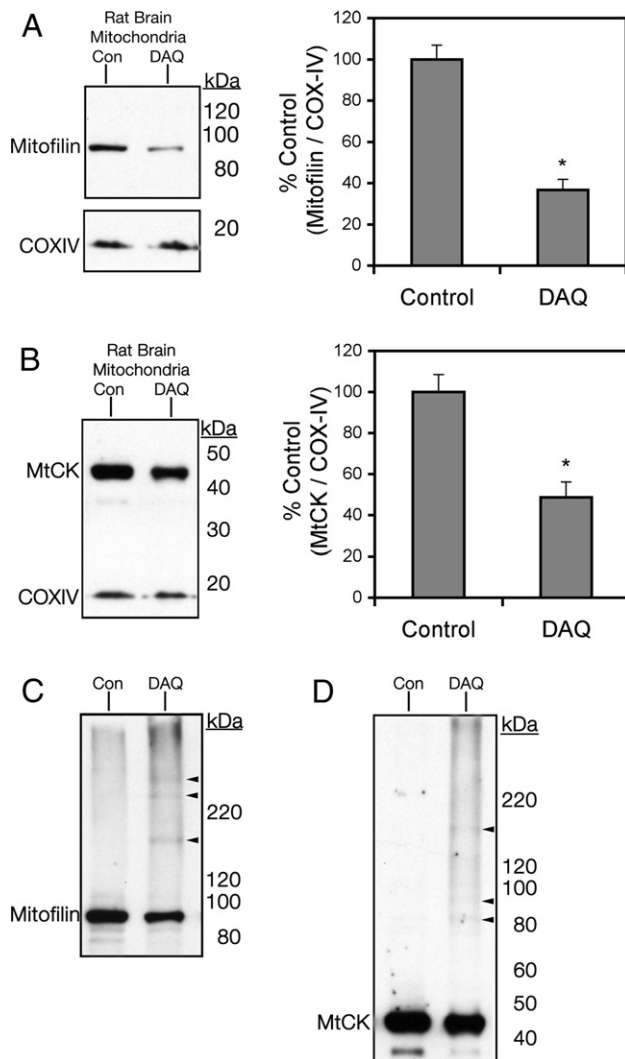 A
Rat Brain
Mitochondria
Con DAQ
kDa
120
100
80
Mitofilin
20
COXIV
% Control
(Mitofilin / COX-IV)
120
100
80
60
40
20
0
*
Control DAQ
B
Rat Brain
Mitochondria
Con DAQ
kDa
50
MtCK
40
30
20
COXIV
% Control
(MtCK / COX-IV)
120
100
80
60
40
20
0
*
Control DAQ
C
Con DAQ
kDa
220
120
100
Mitofilin
80
D
Con DAQ
kDa
220
120
100
80
60
50
MtCK
40